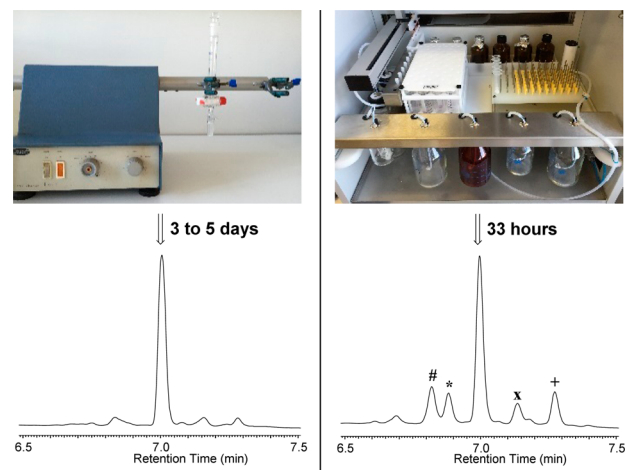 3 to 5 days
6.5 7.0 7.5
Retention Time (min)
33 hours
# * x +
6.5 7.0 7.5
Retention Time (min)